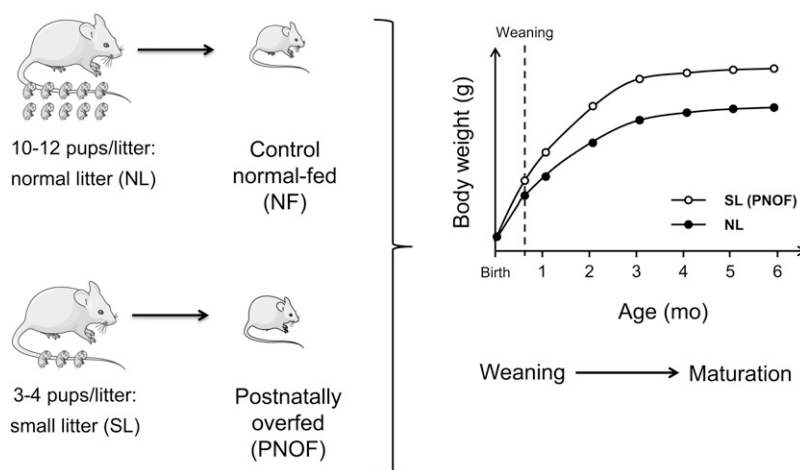 10-12 pups/litter:
normal litter (NL)
Control
normal-fed
(NF)
3-4 pups/litter:
small litter (SL)
Postnatally
overfed
(PNOF)
Weaning
Body weight (g)
SL (PNOF)
NL
Birth 1 2 3 4 5 6
Age (mo)
Weaning Maturation